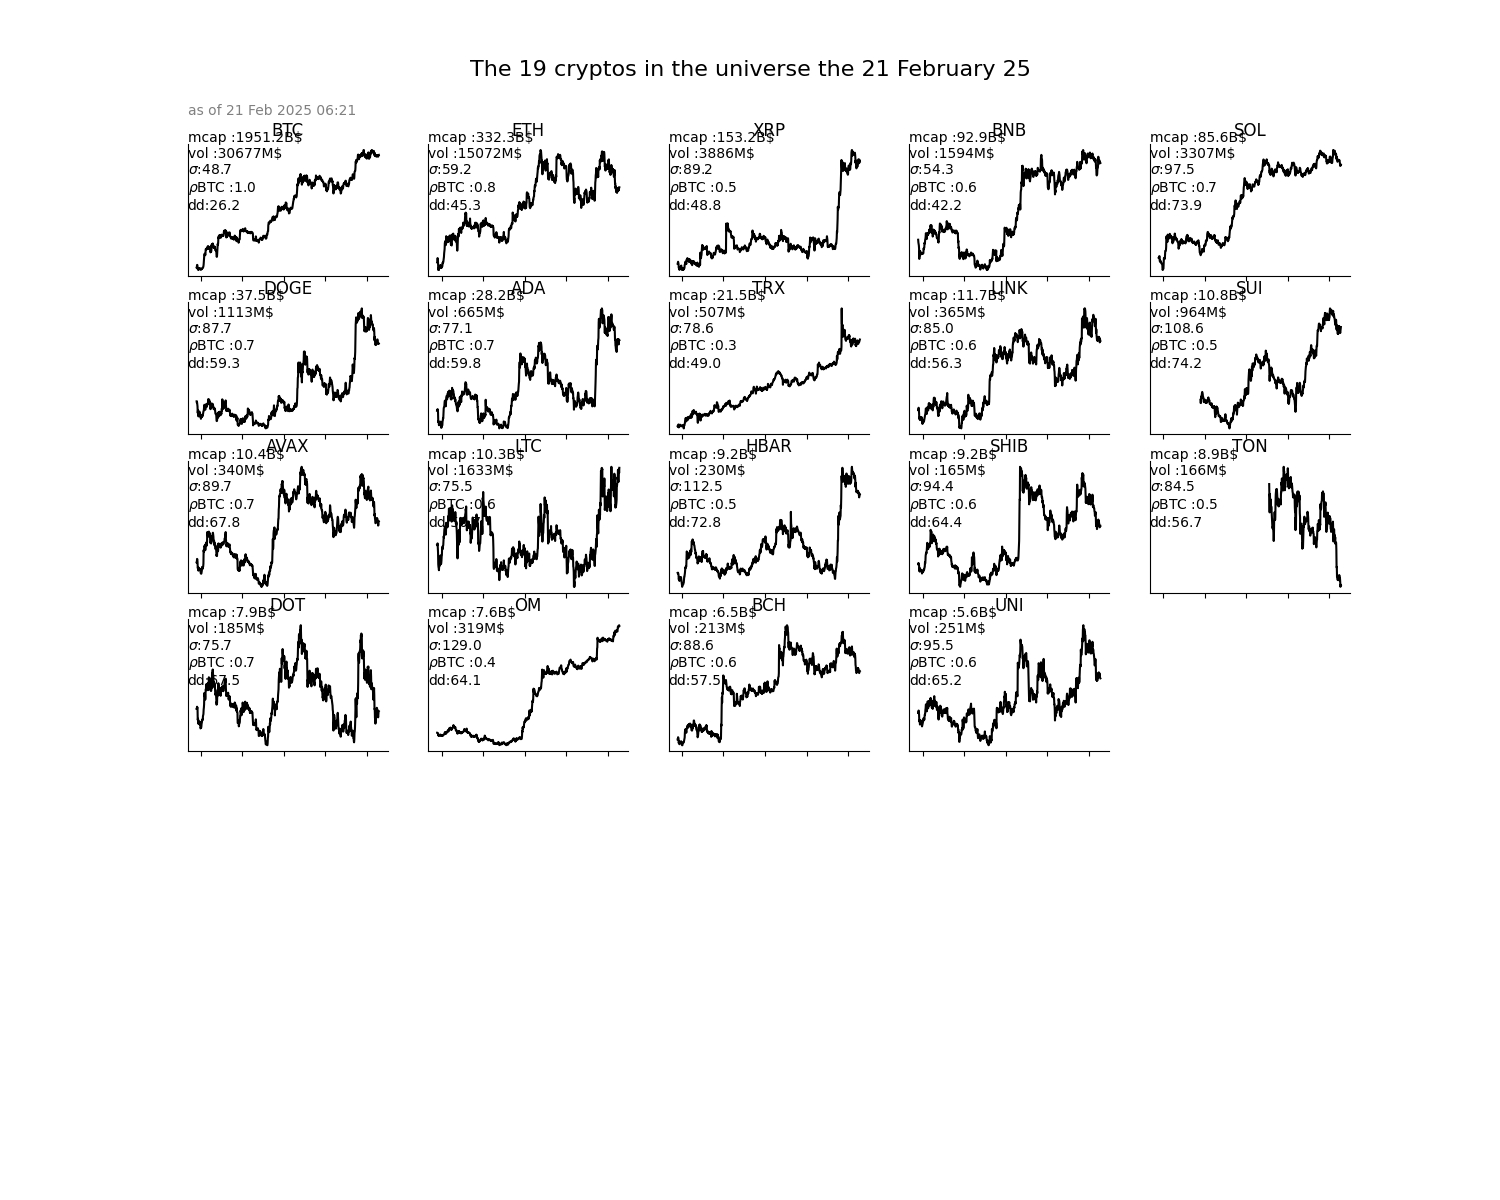 The 19 cryptos in the universe the 21 February 25
as of 21 Feb 2025 06:21
BTC
mcap :1951.2B$
vol :30677M$
σ:48.7
ρBTC :1.0
dd:26.2
ETH
mcap :332.3B$
vol :15072M$
σ:59.2
ρBTC :0.8
dd:45.3
XRP
mcap :153.2B$
vol :3886M$
σ:89.2
ρBTC :0.5
dd:48.8
BNB
mcap :92.9B$
vol :1594M$
σ:54.3
ρBTC :0.6
dd:42.2
SOL
mcap :85.6B$
vol :3307M$
σ:97.5
ρBTC :0.7
dd:73.9
DOGE
mcap :37.5B$
vol :1113M$
σ:87.7
ρBTC :0.7
dd:59.3
ADA
mcap :28.2B$
vol :665M$
σ:77.1
ρBTC :0.7
dd:59.8
TRX
mcap :21.5B$
vol :507M$
σ:78.6
ρBTC :0.3
dd:49.0
LINK
mcap :11.7B$
vol :365M$
σ:85.0
ρBTC :0.6
dd:56.3
SUI
mcap :10.8B$
vol :964M$
σ:108.6
ρBTC :0.5
dd:74.2
AVAX
mcap :10.4B$
vol :340M$
σ:89.7
ρBTC :0.7
dd:67.8
LTC
mcap :10.3B$
vol :1633M$
σ:75.5
ρBTC :0.6
HBAR
mcap :9.2B$
vol :230M$
σ:112.5
ρBTC :0.5
dd:72.8
SHIB
mcap :9.2B$
vol :165M$
σ:94.4
ρBTC :0.6
dd:64.4
TON
mcap :8.9B$
vol :166M$
σ:84.5
ρBTC :0.5
dd:56.7
DOT
mcap :7.9B$
vol :185M$
σ:75.7
ρBTC :0.7
OM
mcap :7.6B$
vol :319M$
σ:129.0
ρBTC :0.4
dd:64.1
BCH
mcap :6.5B$
vol :213M$
σ:88.6
ρBTC :0.6
dd:57.5
UNI
mcap :5.6B$
vol :251M$
σ:95.5
ρBTC :0.6
dd:65.2